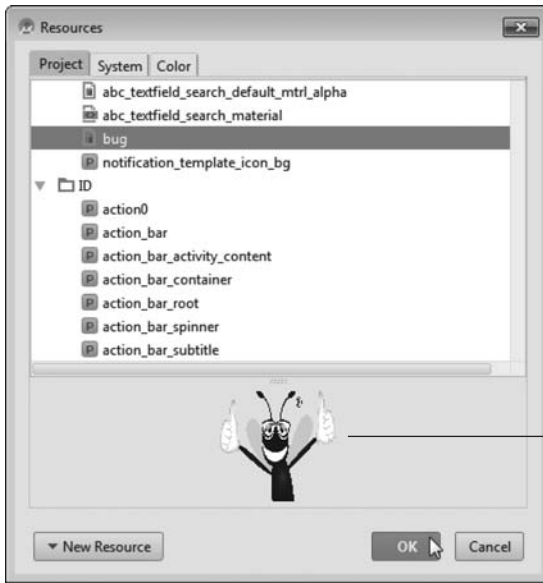 Resources
Project System Color
abc_textfield_search_default_mtrl_alpha
abc_textfield_search_material
bug
notification_template_icon_bg
ID
action0
action_bar
action_bar_activity_content
action_bar_container
action_bar_root
action_bar_spinner
action_bar_subtitle
New Resource OK Cancel